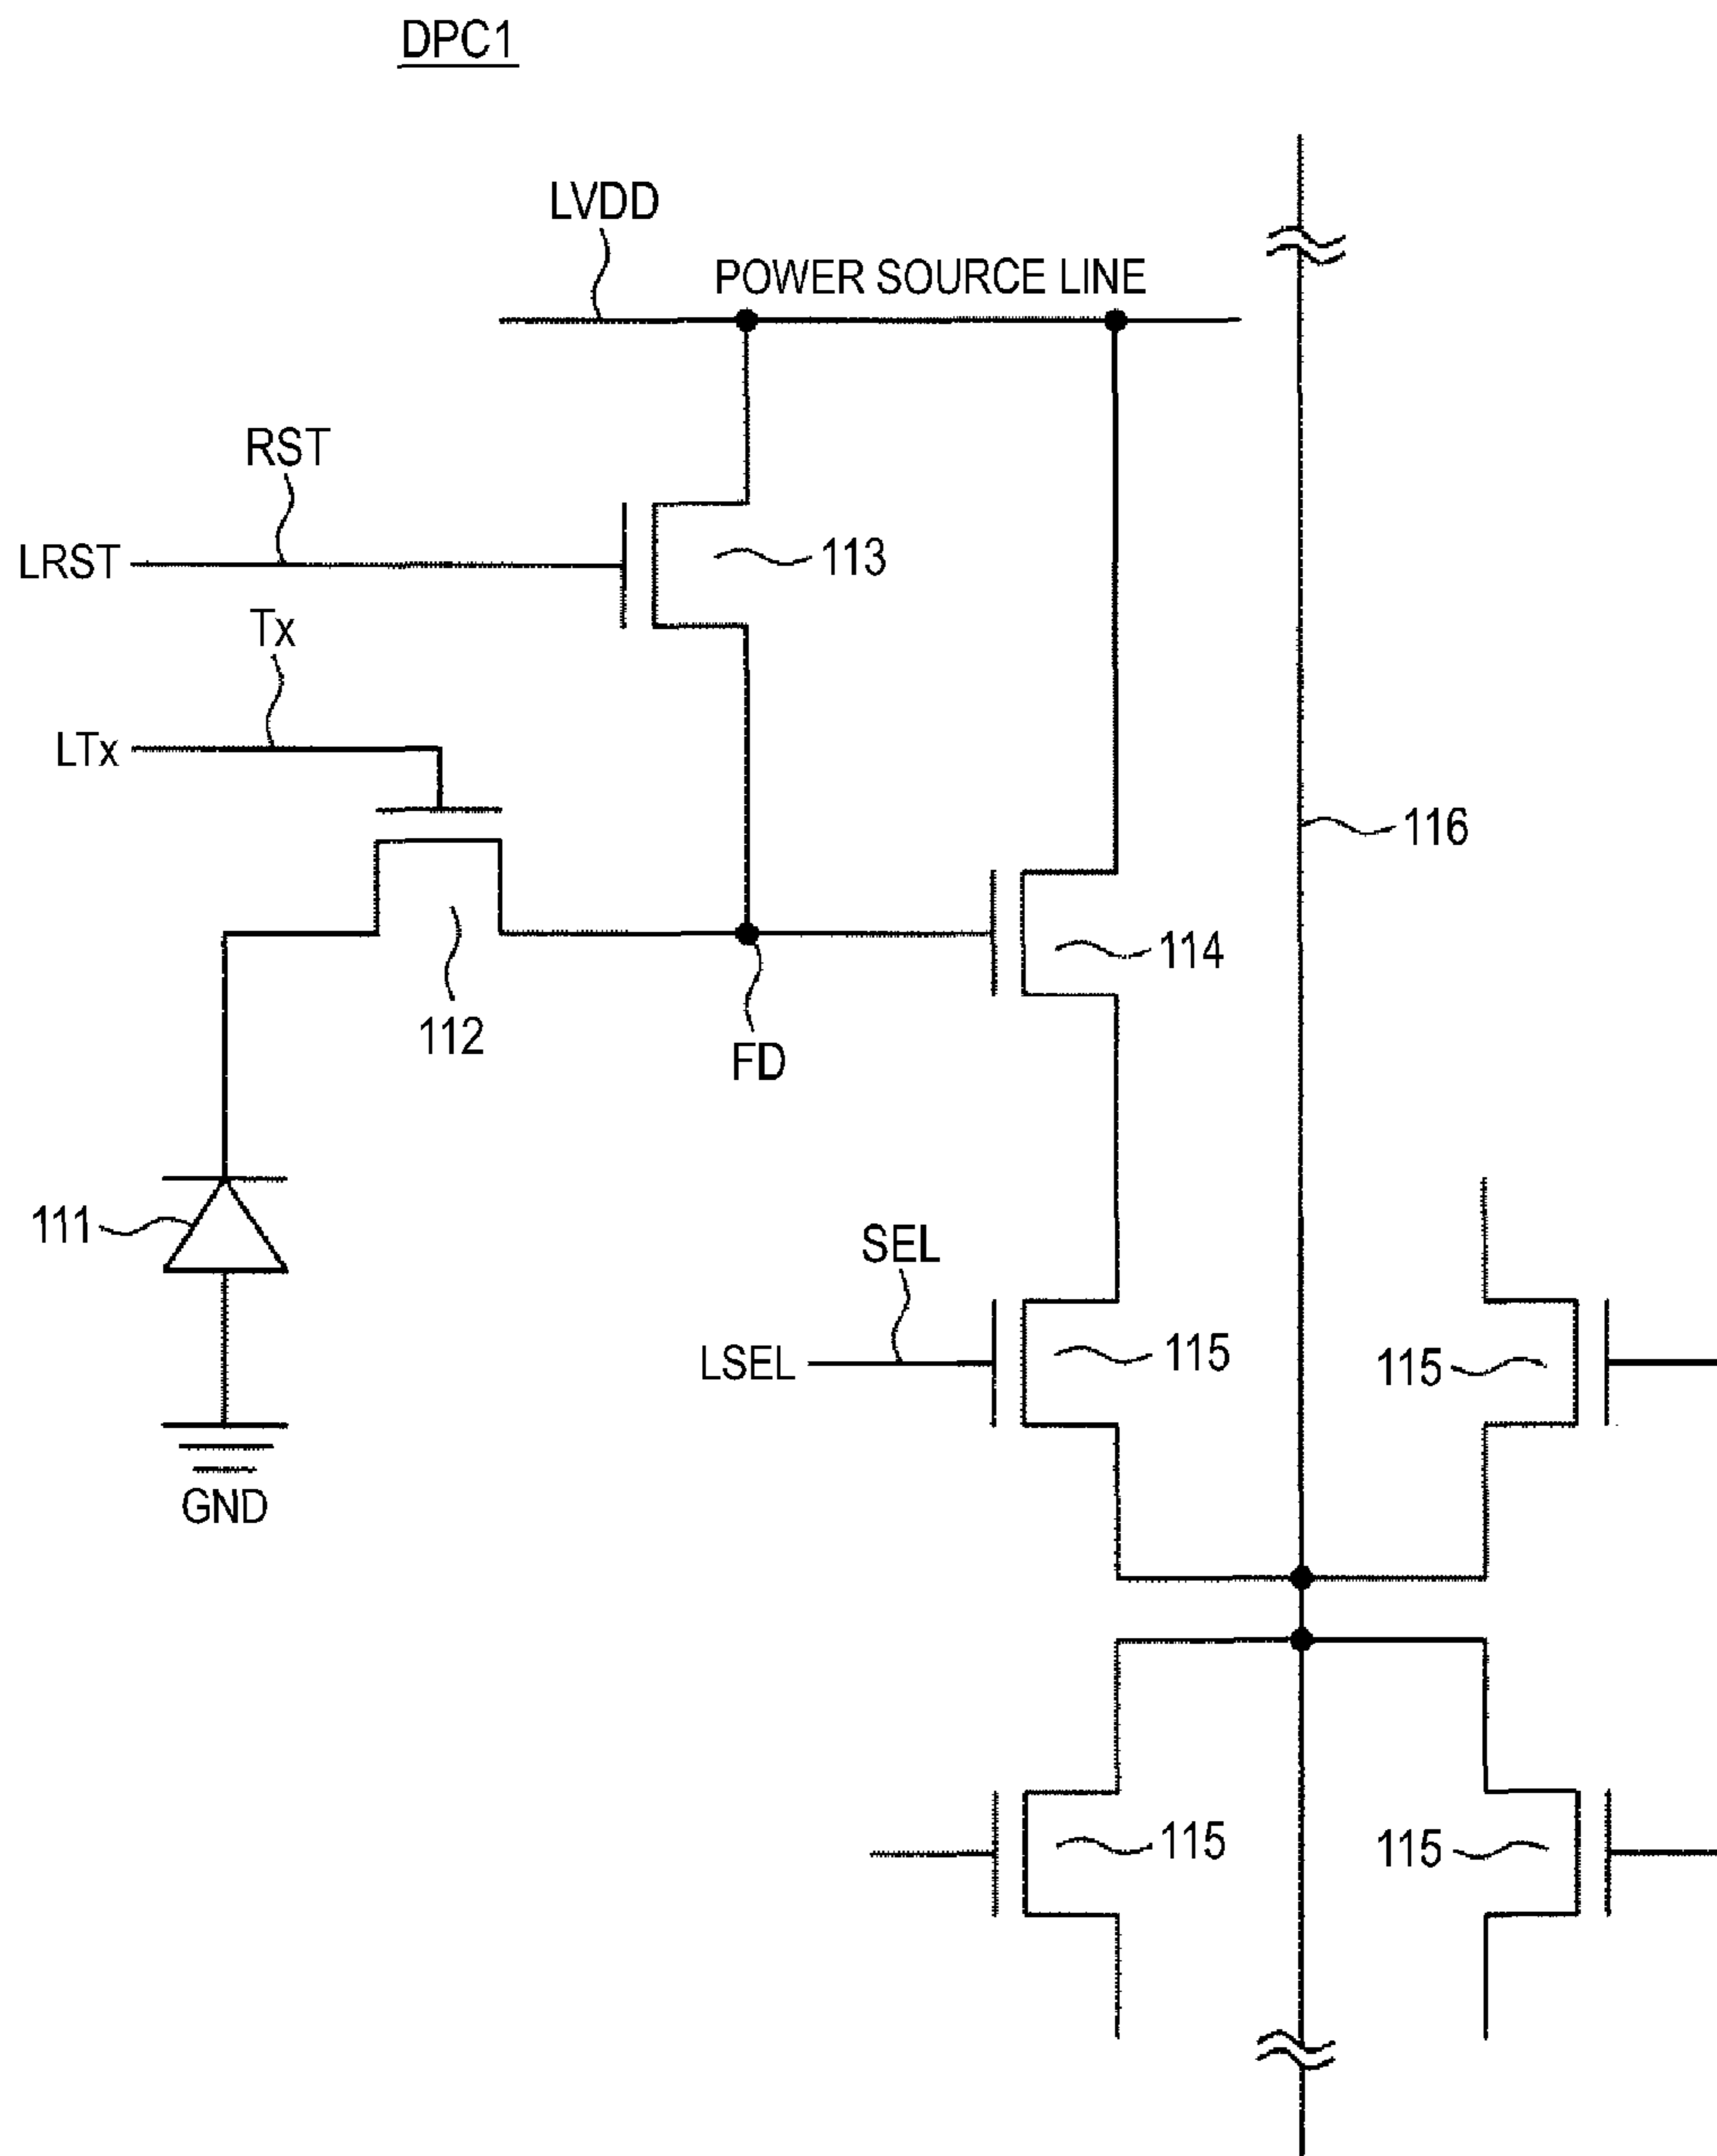 DPC1
LVDD
POWER SOURCE LINE
RST
LRST
113
Tx
LTx
116
114
112
FD
111
SEL
LSEL
115
115
GND
115
115